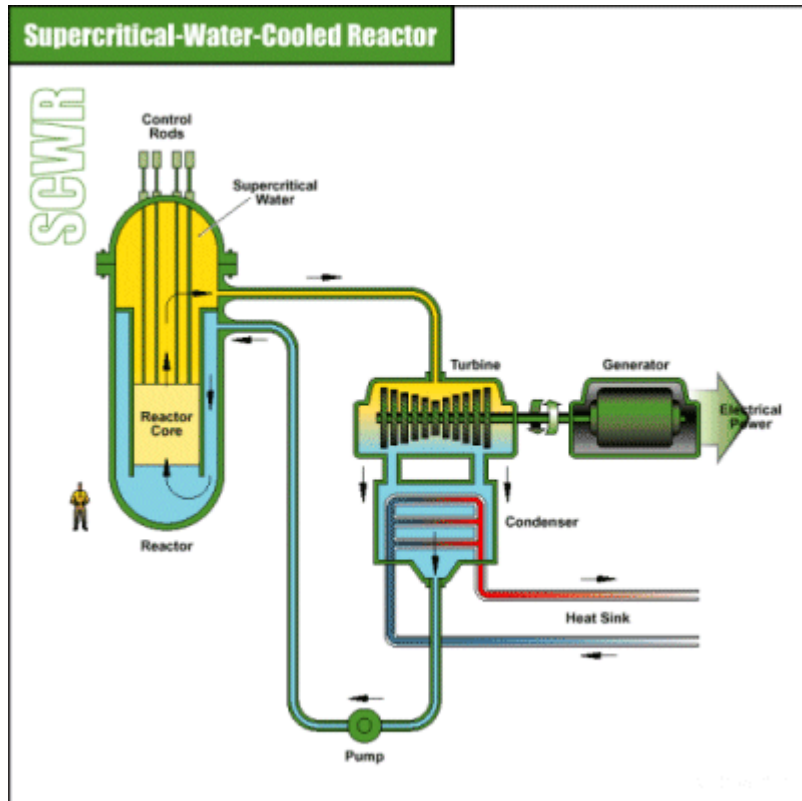 Supercritical-Water-Cooled Reactor
SCWR
Control
Rods
Supercritical
Water
Turbine
Generator
Electrical
Power
Reactor
Core
Condenser
Reactor
Heat Sink
Pump